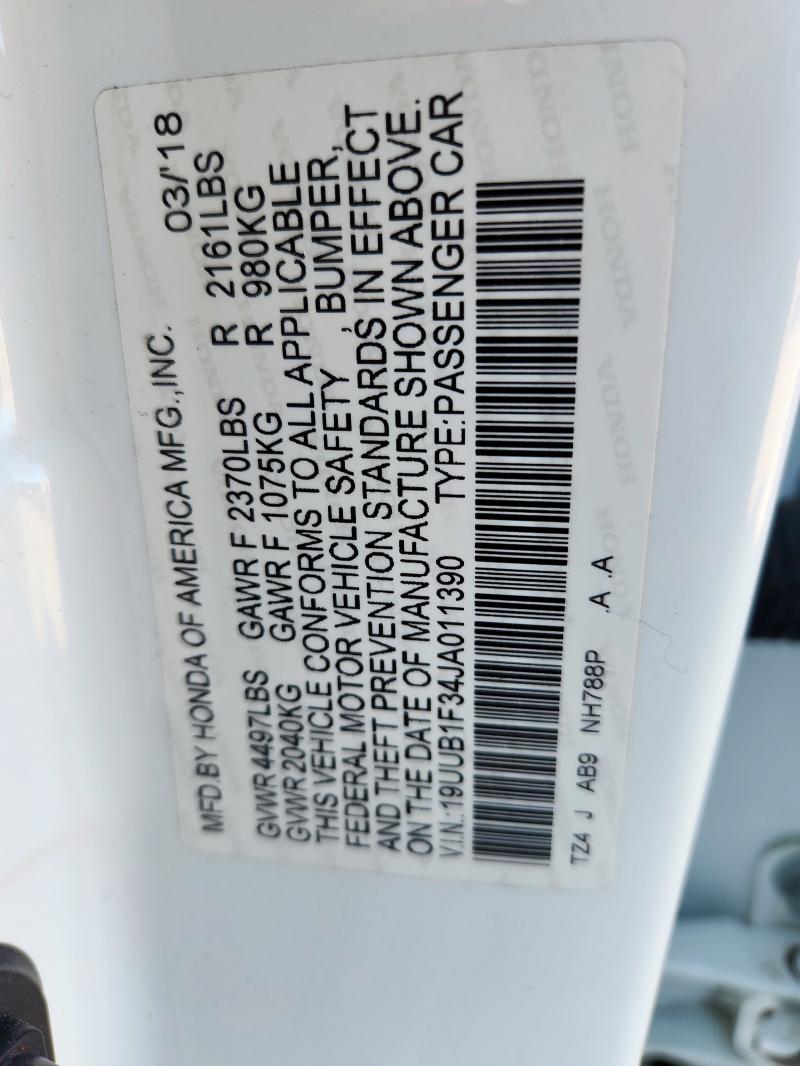 MFD.BY HONDA OF AMERICA MFG.,INC. 03/'18
GVWR 4497LBS GAWR F 2370LBS R 2161LBS
GVWR 2040KG GAWR F 1075KG R 980KG
THIS VEHICLE CONFORMS TO ALL APPLICABLE
FEDERAL MOTOR VEHICLE SAFETY , BUMPER,
AND THEFT PREVENTION STANDARDS IN EFFECT
ON THE DATE OF MANUFACTURE SHOWN ABOVE.
V.I.N.:19UUB1F34JA011390 TYPE:PASSENGER CAR
TZ4 J AB9 NH788P .A .A
HONDA